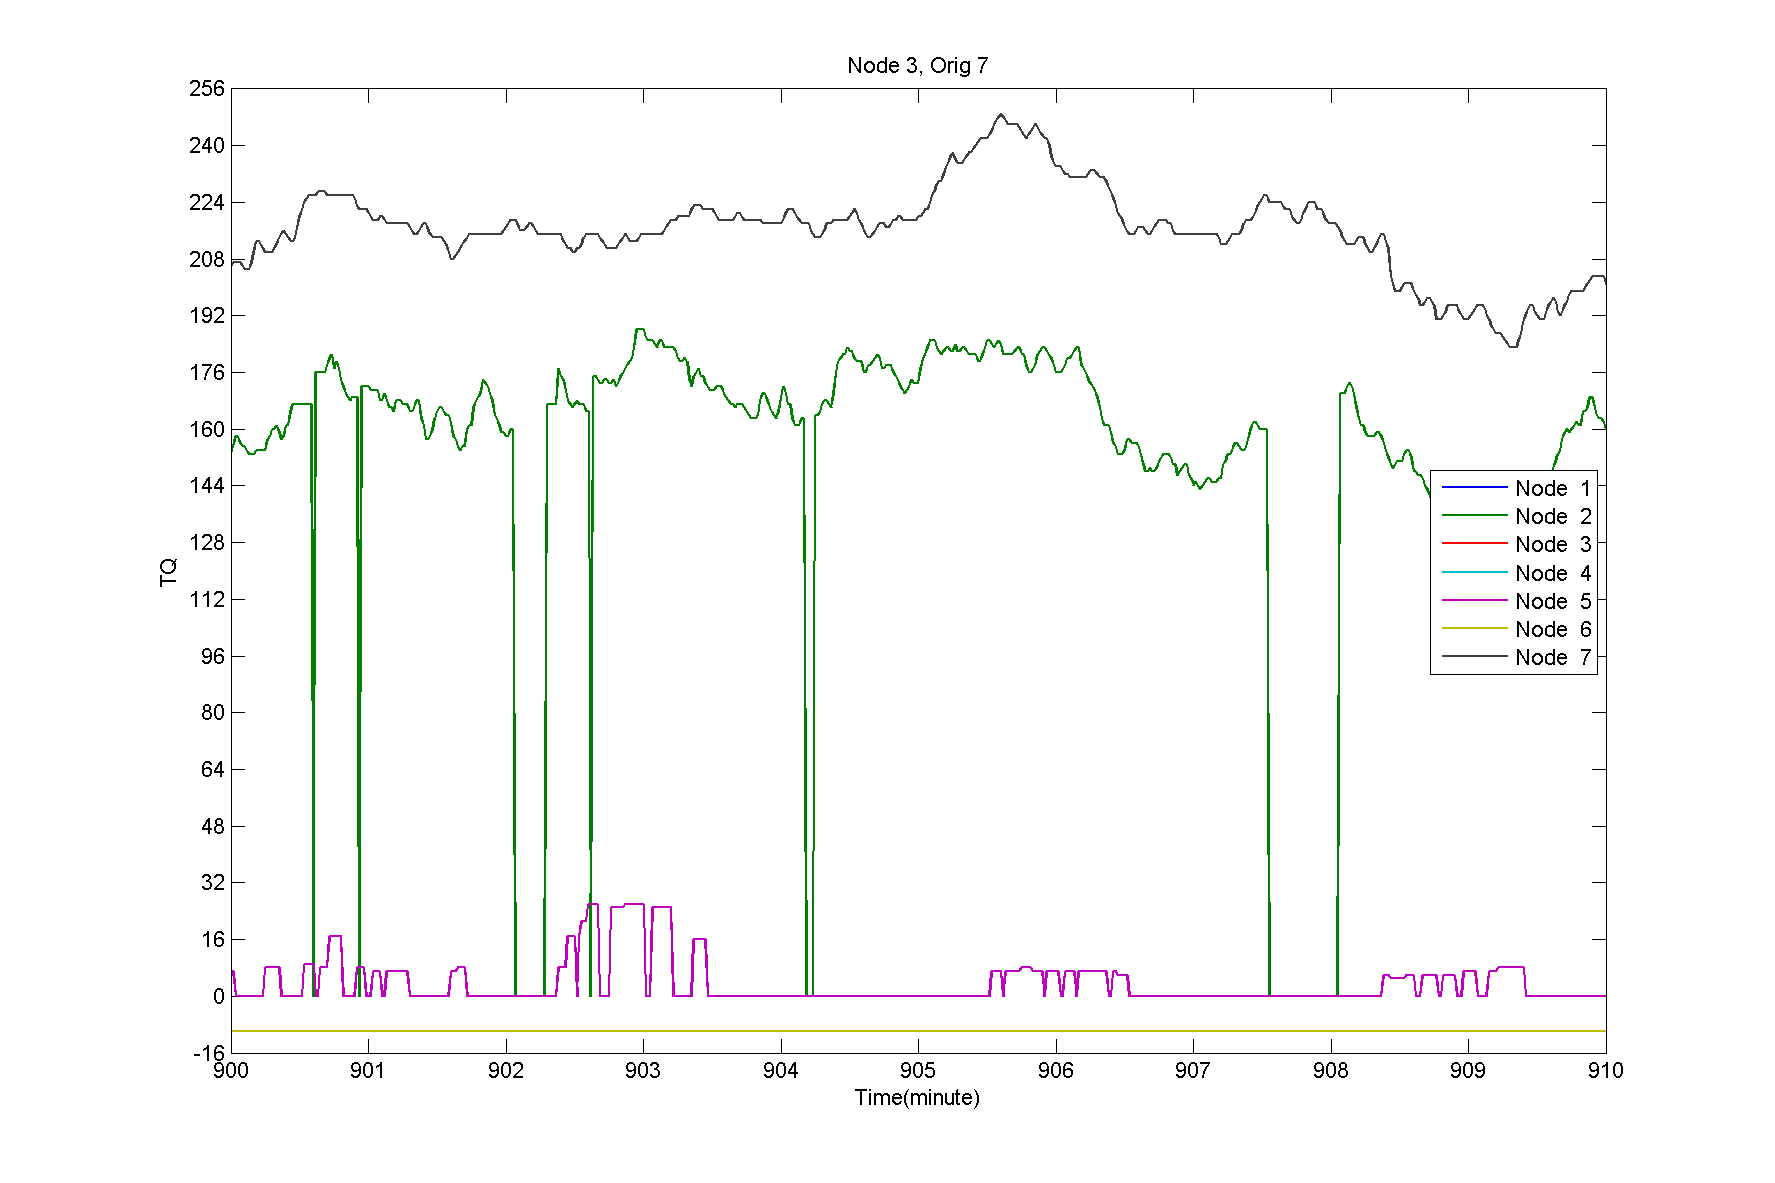 Node 3, Orig 7
256
240
224
208
192
176
160
144
128
112
96
80
64
48
32
16
0
-16
TQ
Node 1
Node 2
Node 3
Node 4
Node 5
Node 6
Node 7
900 901 902 903 904 905 906 907 908 909 910
Time(minute)